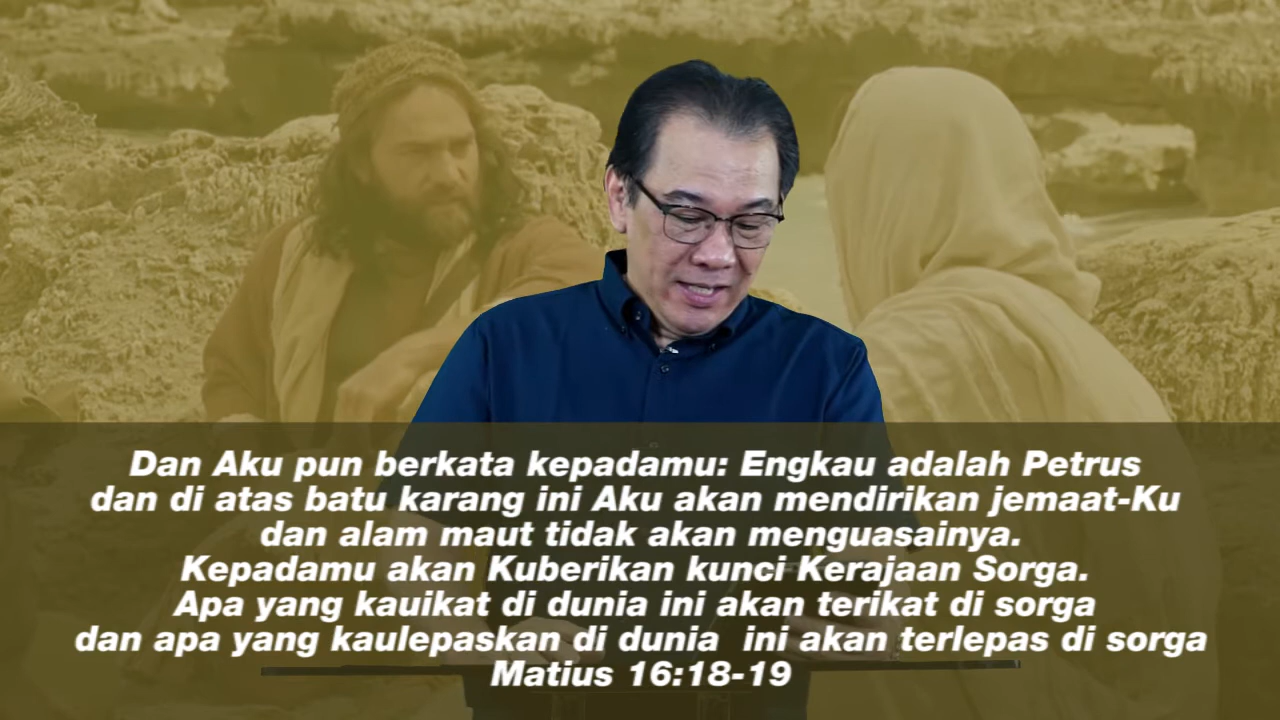 Dan Aku pun berkata kepadamu: Engkau adalah Petrus
dan di atas batu karang ini Aku akan mendirikan jemaat-Ku
dan alam maut tidak akan menguasainya.
Kepadamu akan Kuberikan kunci Kerajaan Sorga.
Apa yang kauikat di dunia ini akan terikat di sorga
dan apa yang kaulepaskan di dunia  ini akan terlepas di sorga
Matius 16:18-19